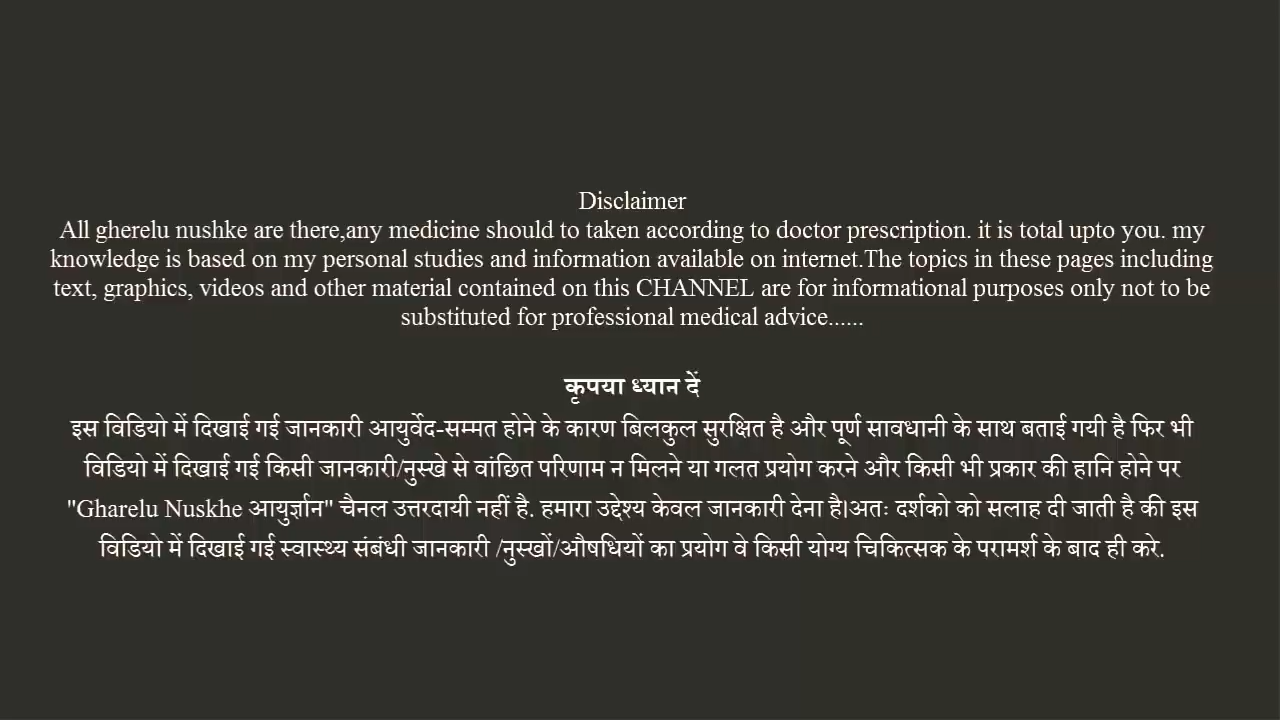 Disclaimer
All gherelu nushke are there,any medicine should to taken according to doctor prescription. it is total upto you. my
knowledge is based on my personal studies and information available on internet.The topics in these pages including
text, graphics, videos and other material contained on this CHANNEL are for informational purposes only not to be
substituted for professional medical advice......
कृपया ध्यान दें
इस विडियो में दिखाई गई जानकारी आयुर्वेद-सम्मत होने के कारण बिलकुल सुरक्षित है और पूर्ण सावधानी के साथ बताई गयी है फिर भी
विडियो में दिखाई गई किसी जानकारी/नुस्खे से वांछित परिणाम न मिलने या गलत प्रयोग करने और किसी भी प्रकार की हानि होने पर
"Gharelu Nuskhe आयुर्ज्ञान" चैनल उत्तरदायी नहीं है. हमारा उद्देश्य केवल जानकारी देना है।अतः दर्शको को सलाह दी जाती है की इस
विडियो में दिखाई गई स्वास्थ्य संबंधी जानकारी /नुस्खों/औषधियों का प्रयोग वे किसी योग्य चिकित्सक के परामर्श के बाद ही करे.